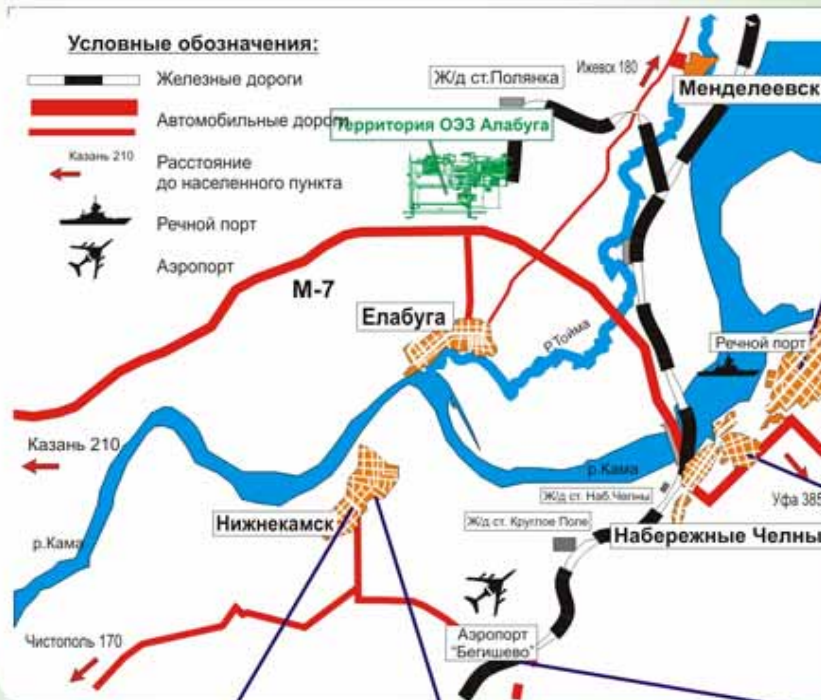 Условные обозначения:
Железные дороги
Автомобильные дороги
Казань 210
Расстояние
до населенного пункта
Речной порт
Аэропорт
Ж/д ст.Полянка
Ижевск 180
Менделеевск
Территория ОЭЗ Алабуга
М-7
Елабуга
р.Тойма
Речной порт
Казань 210
р.Кама
Ж/д ст. Наб.Челны
Уфа 385
Нижнекамск
Ж/д ст. Круглое Поле
Набережные Челны
р.Кама
Чистополь 170
Аэропорт
"Бегишево"